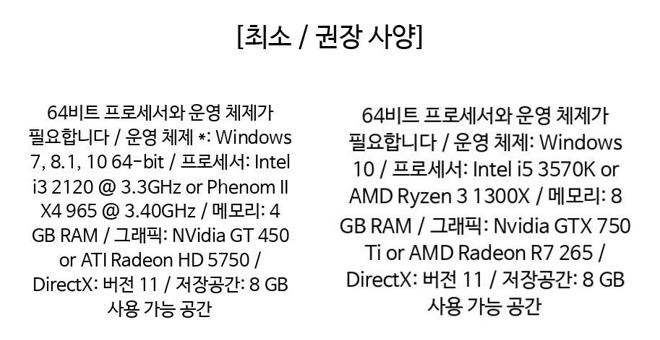 [최소 / 권장 사양]
64비트 프로세서와 운영 체제가
필요합니다 / 운영 체제 *: Windows
7, 8.1, 10 64-bit / 프로세서: Intel
i3 2120 @ 3.3GHz or Phenom II
X4 965 @ 3.40GHz / 메모리: 4
GB RAM / 그래픽: NVidia GT 450
or ATI Radeon HD 5750 /
DirectX: 버전 11 / 저장공간: 8 GB
사용 가능 공간
64비트 프로세서와 운영 체제가
필요합니다 / 운영 체제: Windows
10 / 프로세서: Intel i5 3570K or
AMD Ryzen 3 1300X / 메모리: 8
GB RAM / 그래픽: Nvidia GTX 750
Ti or AMD Radeon R7 265 /
DirectX: 버전 11 / 저장공간: 8 GB
사용 가능 공간